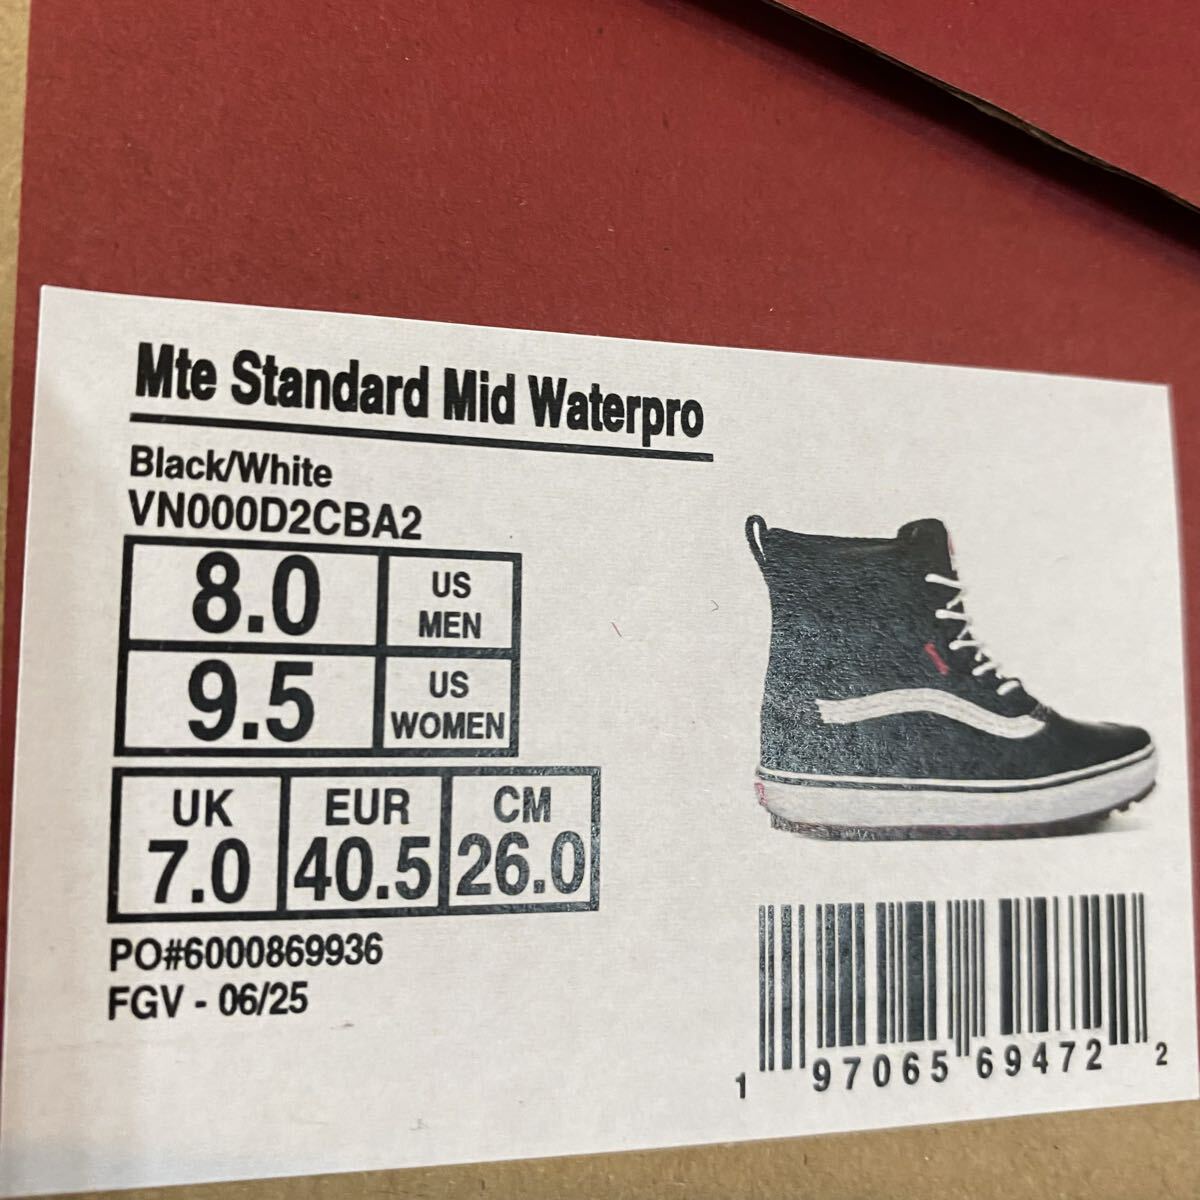 Mte Standard Mid Waterpro
Black/White
VN000D2CBA2
8.0 US MEN
9.5 US WOMEN
UK EUR CM
7.0 40.5 26.0
PO#6000869936
FGV - 06/25
1 97065 69472 2